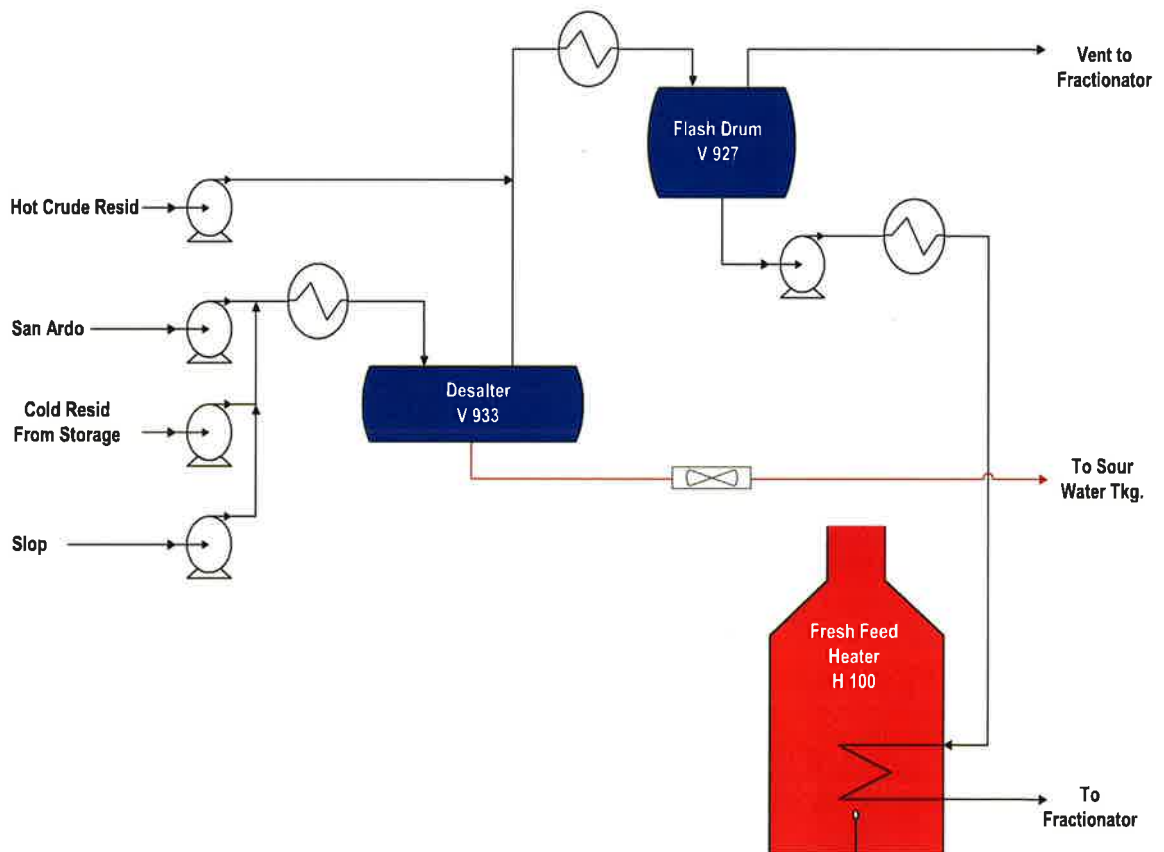 Vent to
Fractionator
Flash Drum
V 927
Hot Crude Resid
San Ardo
Desalter
V 933
Cold Resid
From Storage
To Sour
Water Tkg.
Slop
Fresh Feed
Heater
H 100
To
Fractionator